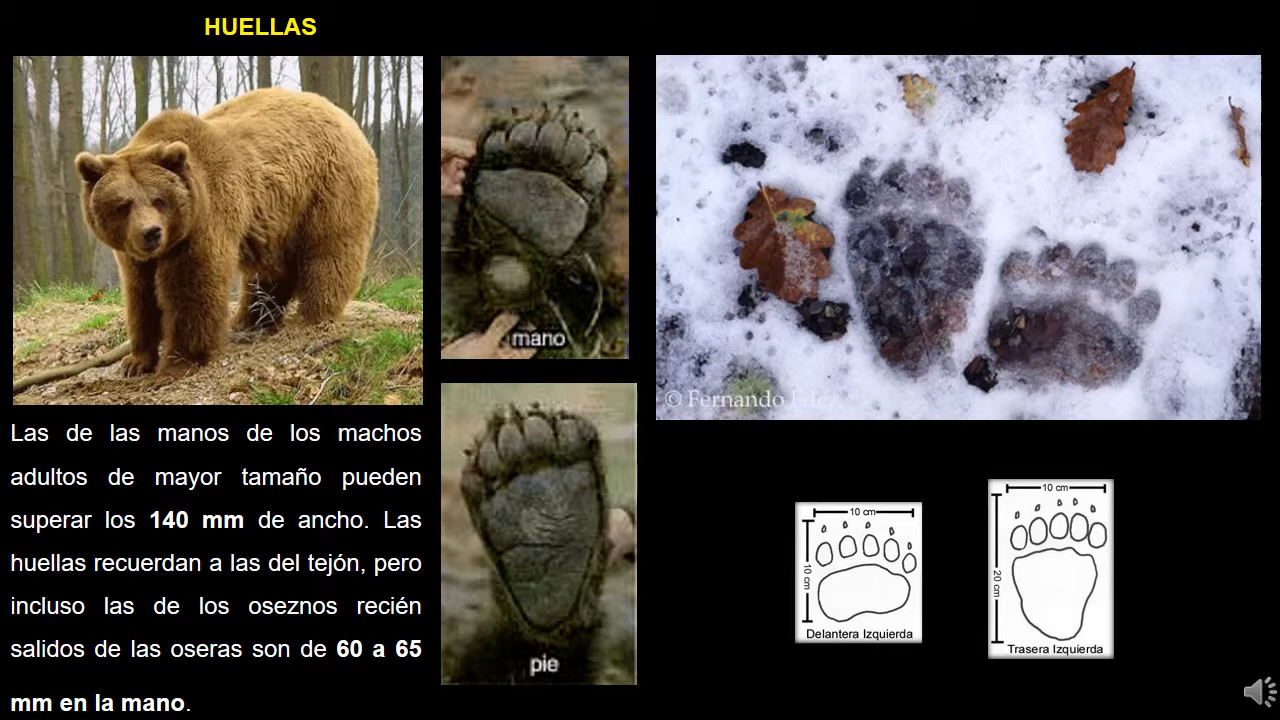 HUELLAS
mano
© Fernando
Las de las manos de los machos
adultos de mayor tamaño pueden
superar los 140 mm de ancho. Las
huellas recuerdan a las del tejón, pero
incluso las de los oseznos recién
salidos de las oseras son de 60 a 65
mm en la mano.
pie
10 cm
10 cm
Delantera Izquierda
10 cm
20 cm
Trasera Izquierda